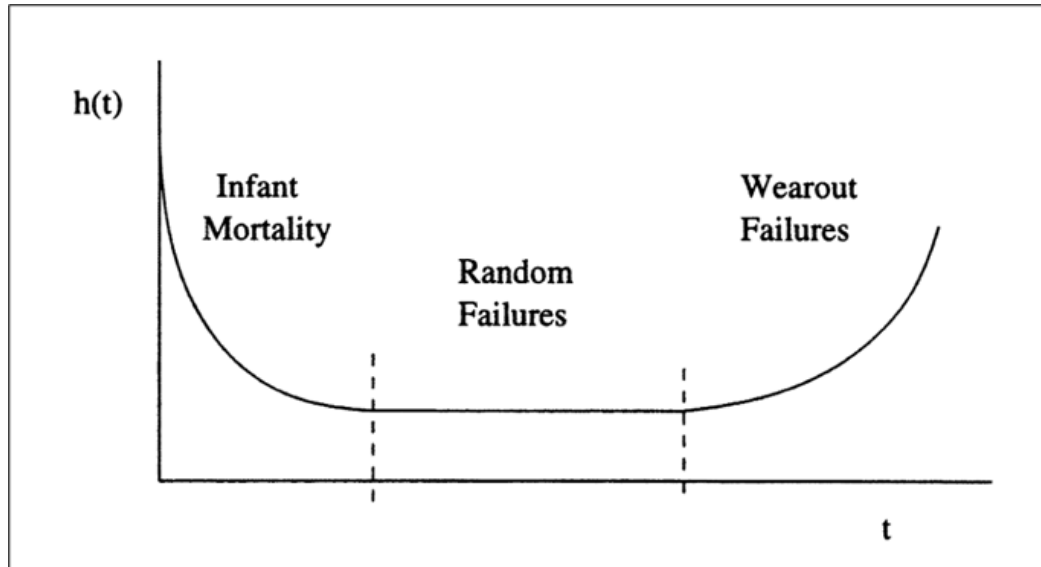 h(t)
Infant
Mortality
Random
Failures
Wearout
Failures
t